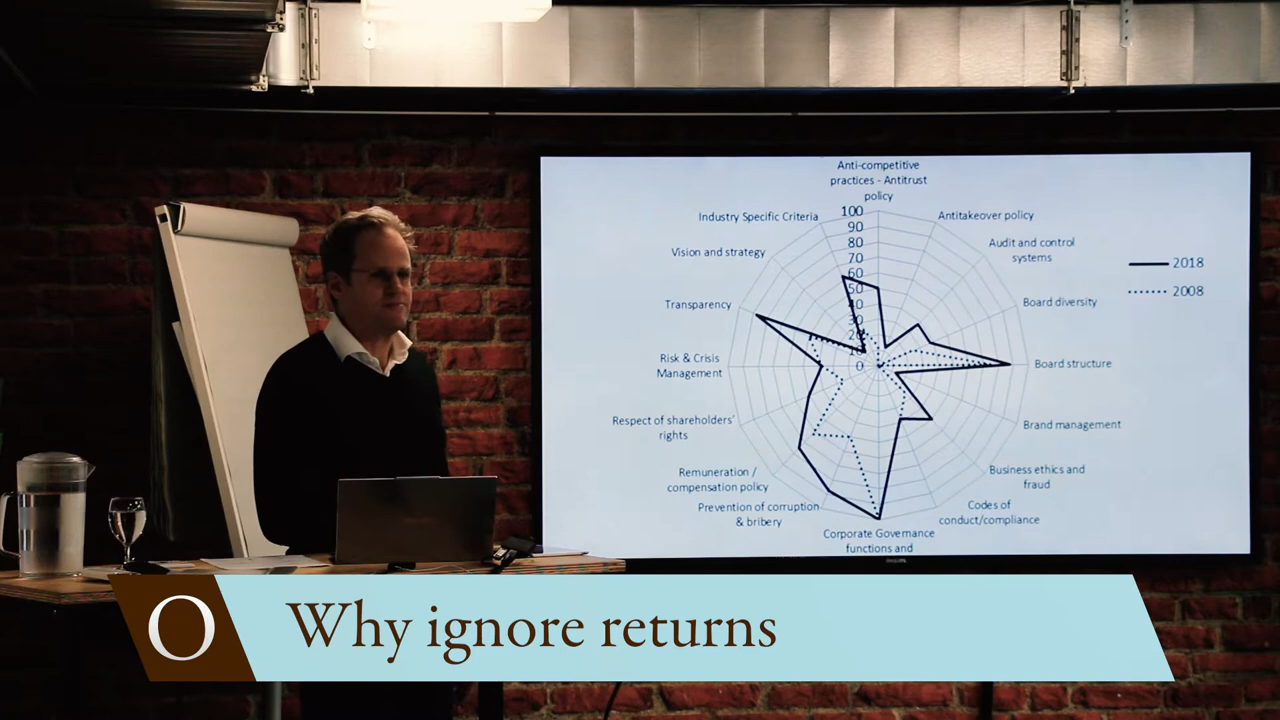 Anti-competitive
practices - Antitrust
policy
Industry Specific Criteria
100
Antitakeover policy
90
Vision and strategy
80
Audit and control
systems
70
2018
60
2008
50
Transparency
40
Board diversity
30
20
10
Risk & Crisis
Management
0
Board structure
Respect of shareholders'
rights
Brand management
Remuneration /
compensation policy
Business ethics and
fraud
Prevention of corruption
& bribery
Codes of
conduct/compliance
Corporate Governance
functions and
PHILIPS
O
Why ignore returns